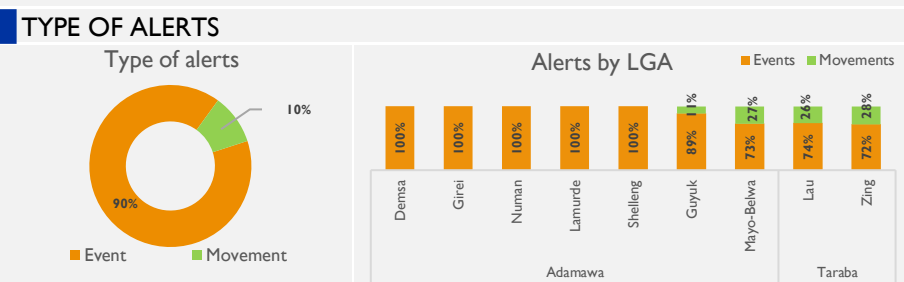 TYPE OF ALERTS
Type of alerts
10%
90%
Event Movement
Alerts by LGA
Events Movements
100% 100% 100% 100% 100% 89% 11% 73% 27% 74% 26% 72% 28%
Demsa Girei Numan Lamurde Shelleng Guyuk Mayo-Belwa Lau Zing
Adamawa Taraba